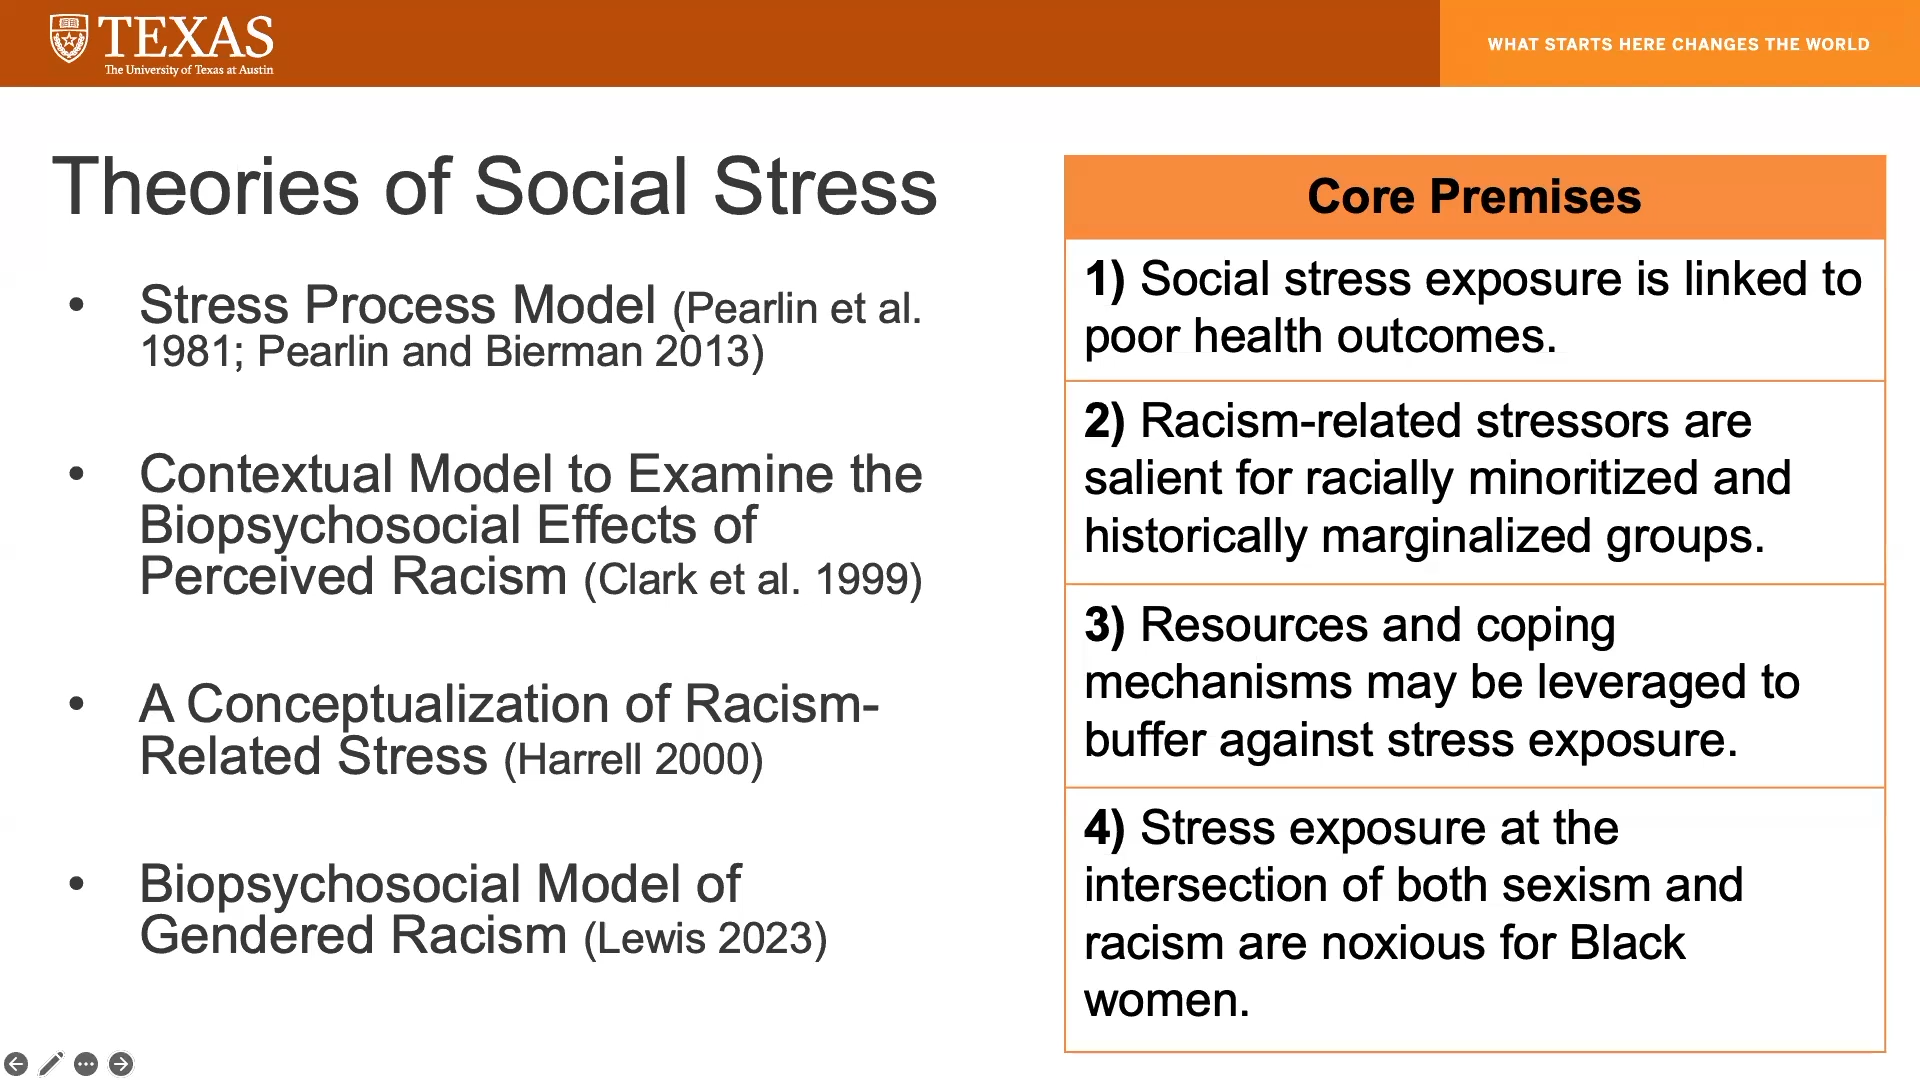 TEXAS
The University of Texas at Austin
WHAT STARTS HERE CHANGES THE WORLD
Theories of Social Stress
• Stress Process Model (Pearlin et al.
1981; Pearlin and Bierman 2013)
• Contextual Model to Examine the
Biopsychosocial Effects of
Perceived Racism (Clark et al. 1999)
• A Conceptualization of Racism-
Related Stress (Harrell 2000)
• Biopsychosocial Model of
Gendered Racism (Lewis 2023)
Core Premises
1) Social stress exposure is linked to
poor health outcomes.
2) Racism-related stressors are
salient for racially minoritized and
historically marginalized groups.
3) Resources and coping
mechanisms may be leveraged to
buffer against stress exposure.
4) Stress exposure at the
intersection of both sexism and
racism are noxious for Black
women.